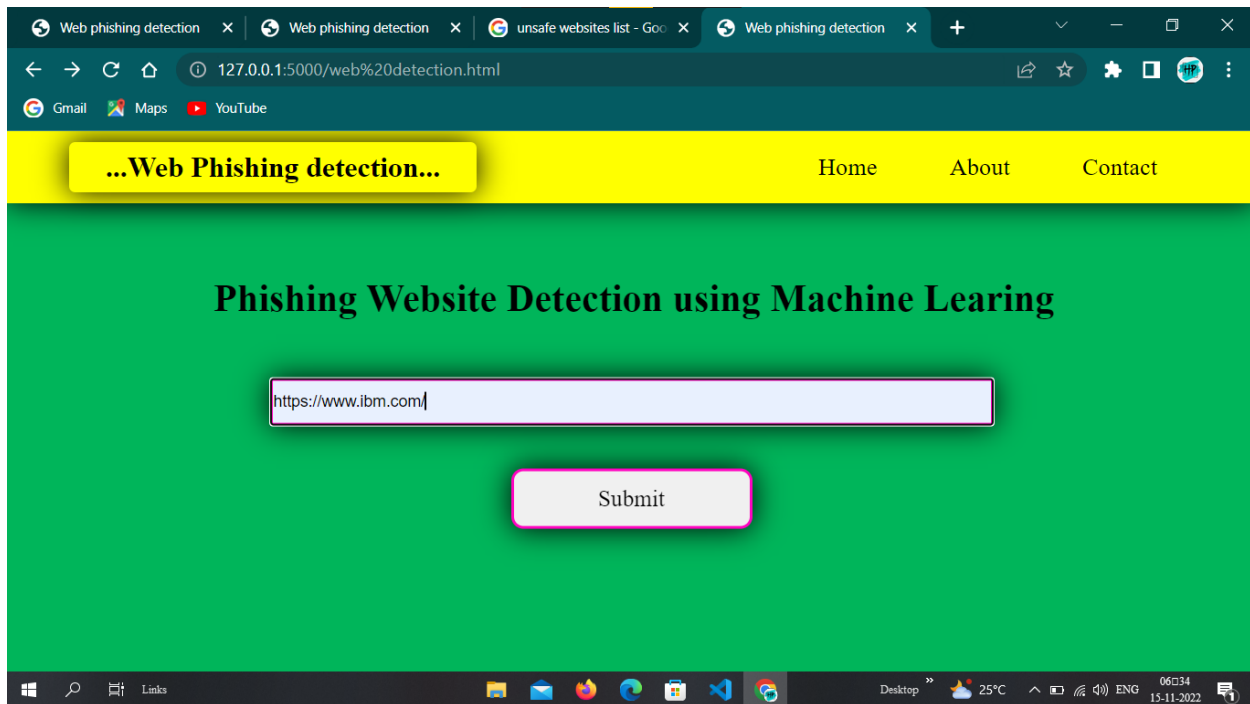 Web phishing detection Web phishing detection unsafe websites list - Goo Web phishing detection
127.0.0.1:5000/web%20detection.html
Gmail Maps YouTube
...Web Phishing detection... Home About Contact
Phishing Website Detection using Machine Learing
https://www.ibm.com/
Submit
Links Desktop 25°C ENG 06□34
15-11-2022